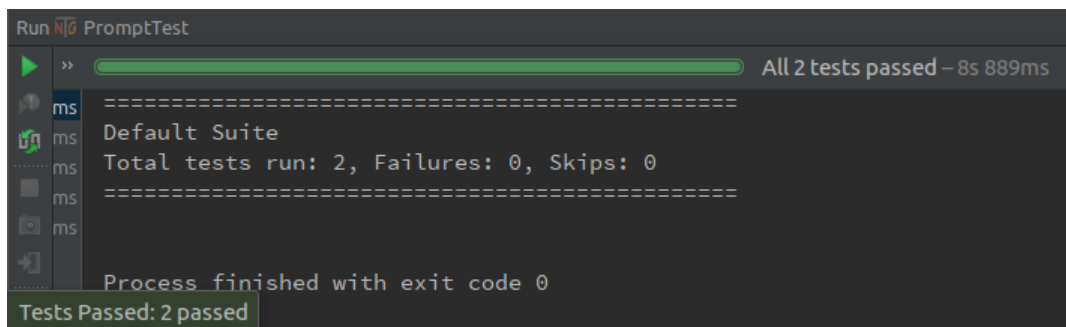 Run NG PromptTest
» All 2 tests passed – 8s 889ms
ms ===============================================
ms Default Suite
ms Total tests run: 2, Failures: 0, Skips: 0
ms ===============================================
ms
Process finished with exit code 0
Tests Passed: 2 passed